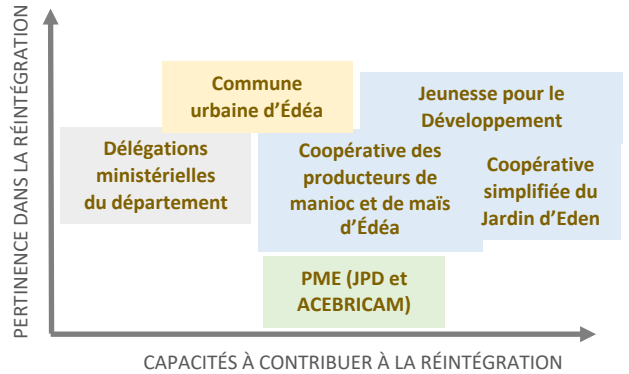 PERTINENCE DANS LA RÉINTÉGRATION
Commune
urbaine d’Édéa
Jeunesse pour le
Développement
Délégations
ministérielles
du département
Coopérative des
producteurs de
manioc et de maïs
d’Édéa
Coopérative
simplifiée du
Jardin d’Eden
PME (JPD et
ACEBRICAM)
CAPACITÉS À CONTRIBUER À LA RÉINTÉGRATION